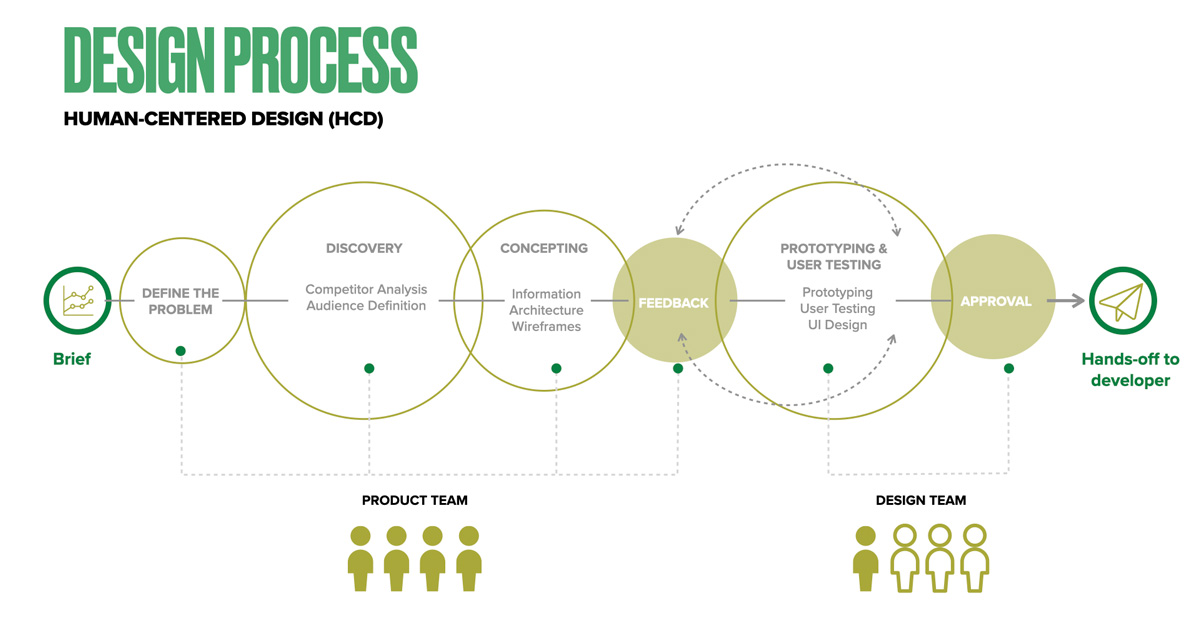 DESIGN PROCESS
HUMAN-CENTERED DESIGN (HCD)
Brief
DEFINE THE
PROBLEM
DISCOVERY
Competitor Analysis
Audience Definition
CONCEPTING
Information
Architecture
Wireframes
FEEDBACK
PROTOTYPING &
USER TESTING
Prototyping
User Testing
UI Design
APPROVAL
Hands-off to
developer
PRODUCT TEAM
DESIGN TEAM